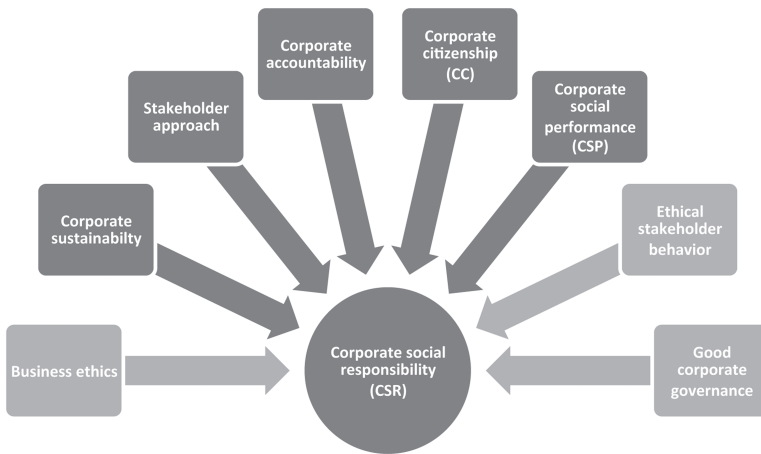 Corporate
accountability
Corporate
citizenship
(CC)
Stakeholder
approach
Corporate
social
performance
(CSP)
Corporate
sustainabilty
Ethical
stakeholder
behavior
Business ethics
Corporate social
responsibility
(CSR)
Good
corporate
governance